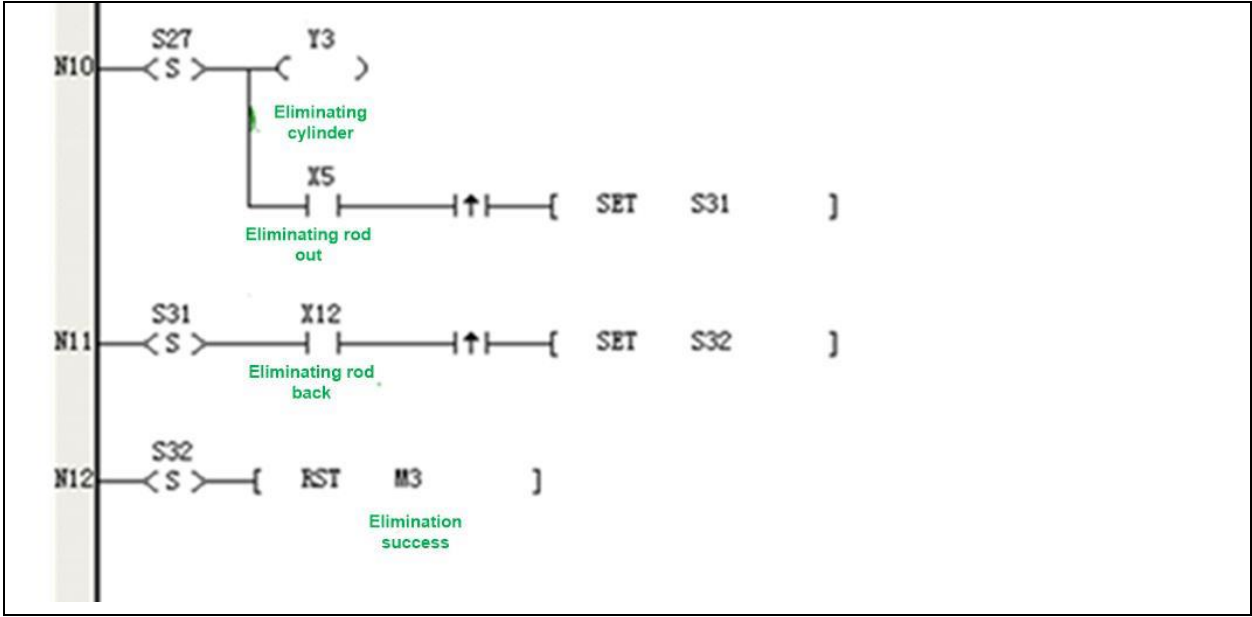 S27 Y3
N10 S
Eliminating
cylinder
X5
SET S31
Eliminating rod
out
S31 X12
N11 S SET S32
Eliminating rod
back
S32
N12 S RST M3
Elimination
success